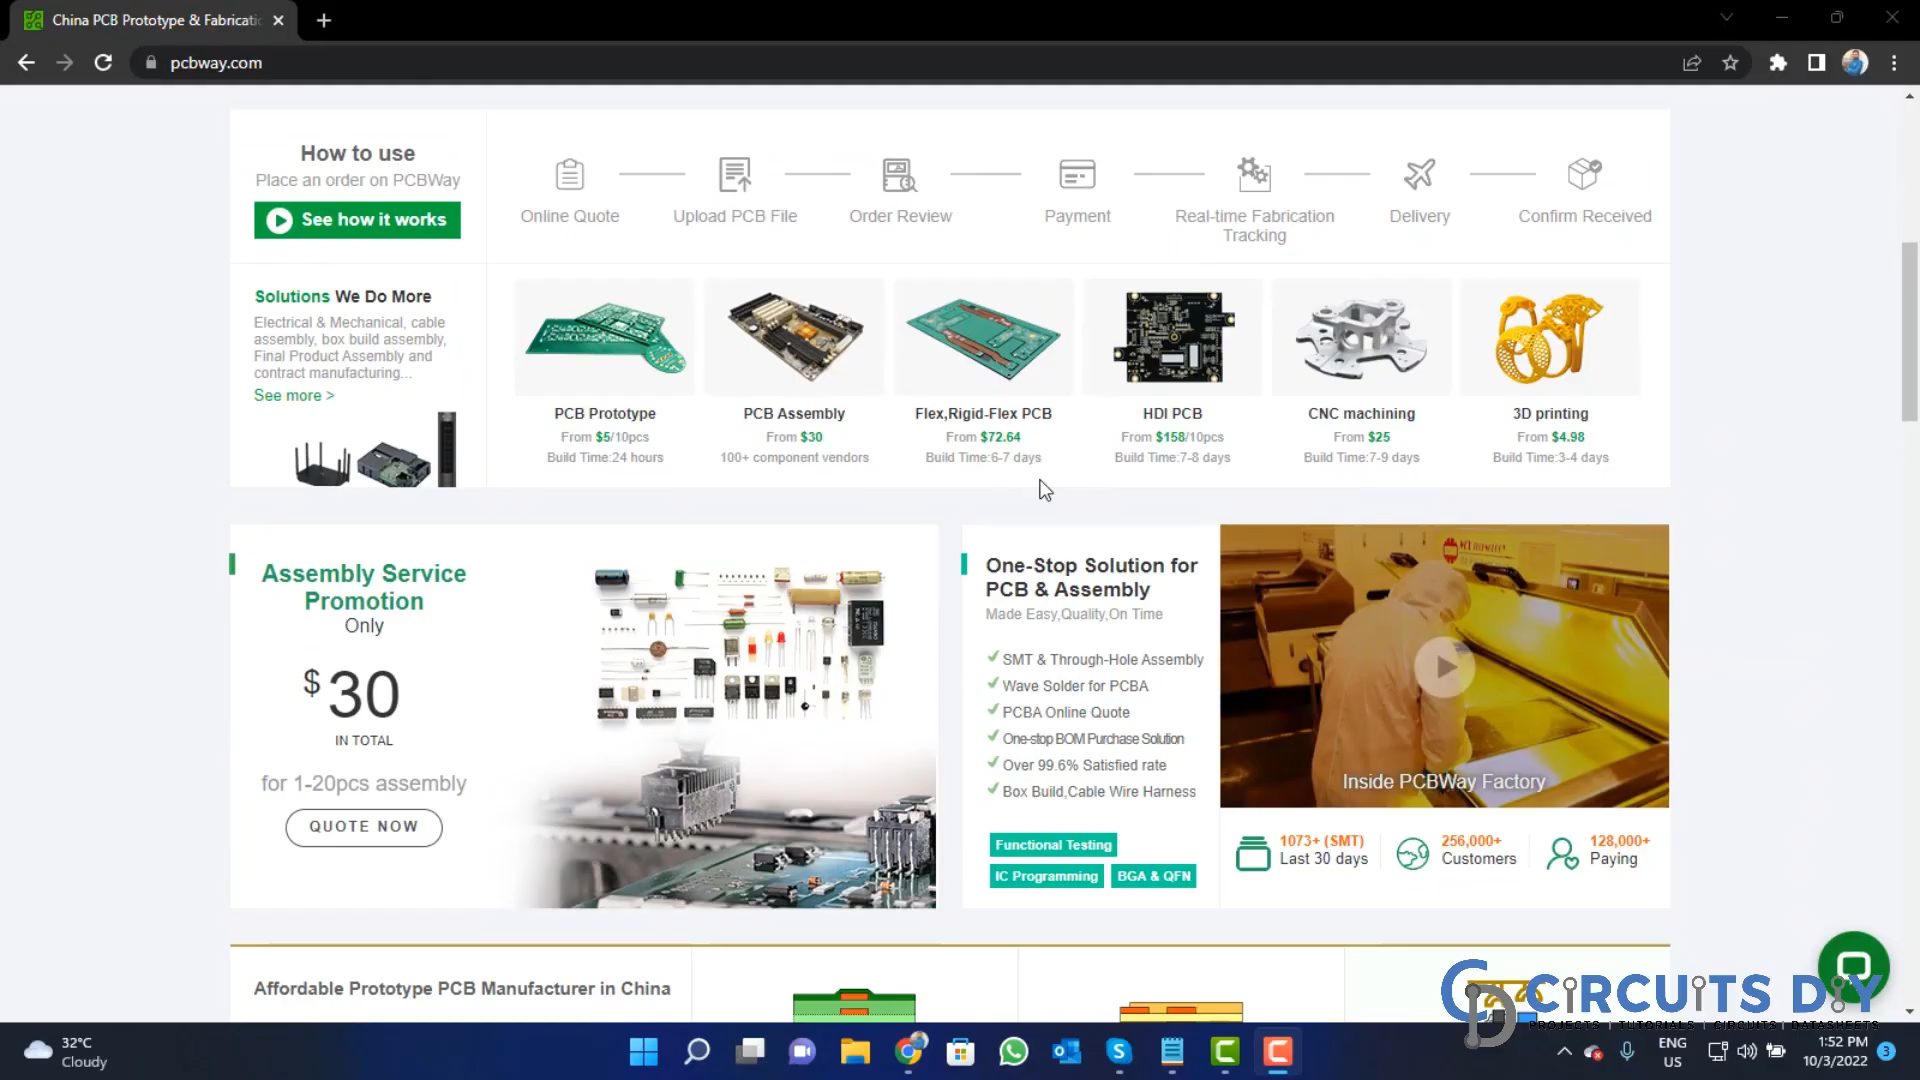 China PCB Prototype & Fabricatic
pcbway.com
How to use
Place an order on PCBWay
See how it works
Online Quote
Upload PCB File
Order Review
Payment
Real-time Fabrication
Tracking
Delivery
Confirm Received
Solutions We Do More
Electrical & Mechanical, cable
assembly, box build assembly,
Final Product Assembly and
contract manufacturing...
See more >
PCB Prototype
From $5/10pcs
Build Time:24 hours
PCB Assembly
From $30
100+ component vendors
Flex,Rigid-Flex PCB
From $72.64
Build Time:6-7 days
HDI PCB
From $158/10pcs
Build Time:7-8 days
CNC machining
From $25
Build Time:7-9 days
3D printing
From $4.98
Build Time:3-4 days
Assembly Service
Promotion
Only
$30
IN TOTAL
for 1-20pcs assembly
QUOTE NOW
One-Stop Solution for
PCB & Assembly
Made Easy,Quality,On Time
SMT & Through-Hole Assembly
Wave Solder for PCBA
PCBA Online Quote
One-stop BOM Purchase Solution
Over 99.6% Satisfied rate
Box Build,Cable Wire Harness
Functional Testing
IC Programming
BGA & QFN
Inside PCBWay Factory
1073+ (SMT)
Last 30 days
256,000+
Customers
128,000+
Paying
Affordable Prototype PCB Manufacturer in China
CIRCUITS DIY
PROJECTS | TUTORIALS | CIRCUITS | DATASHEETS
32°C
Cloudy
ENG
US
1:52 PM
10/3/2022
3